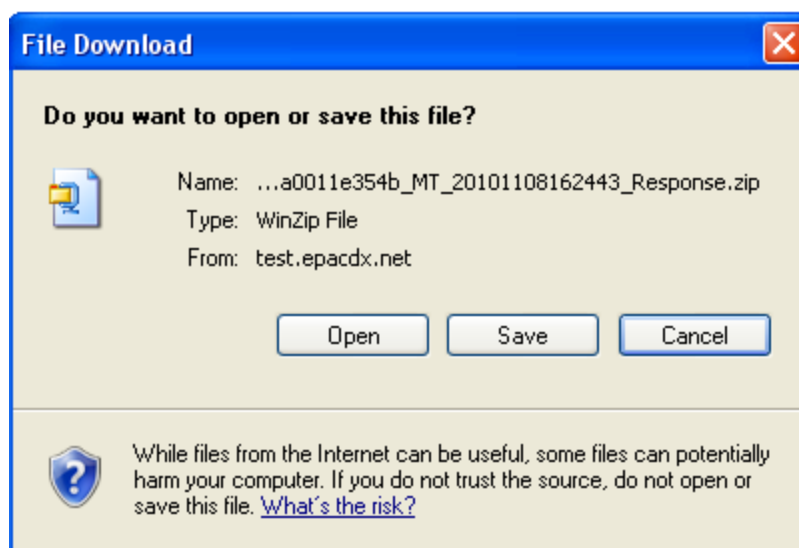 File Download
Do you want to open or save this file?
Name: ...a0011e354b_MT_20101108162443_Response.zip
Type: WinZip File
From: test.epacdx.net
Open Save Cancel
While files from the Internet can be useful, some files can potentially
harm your computer. If you do not trust the source, do not open or
save this file. What's the risk?